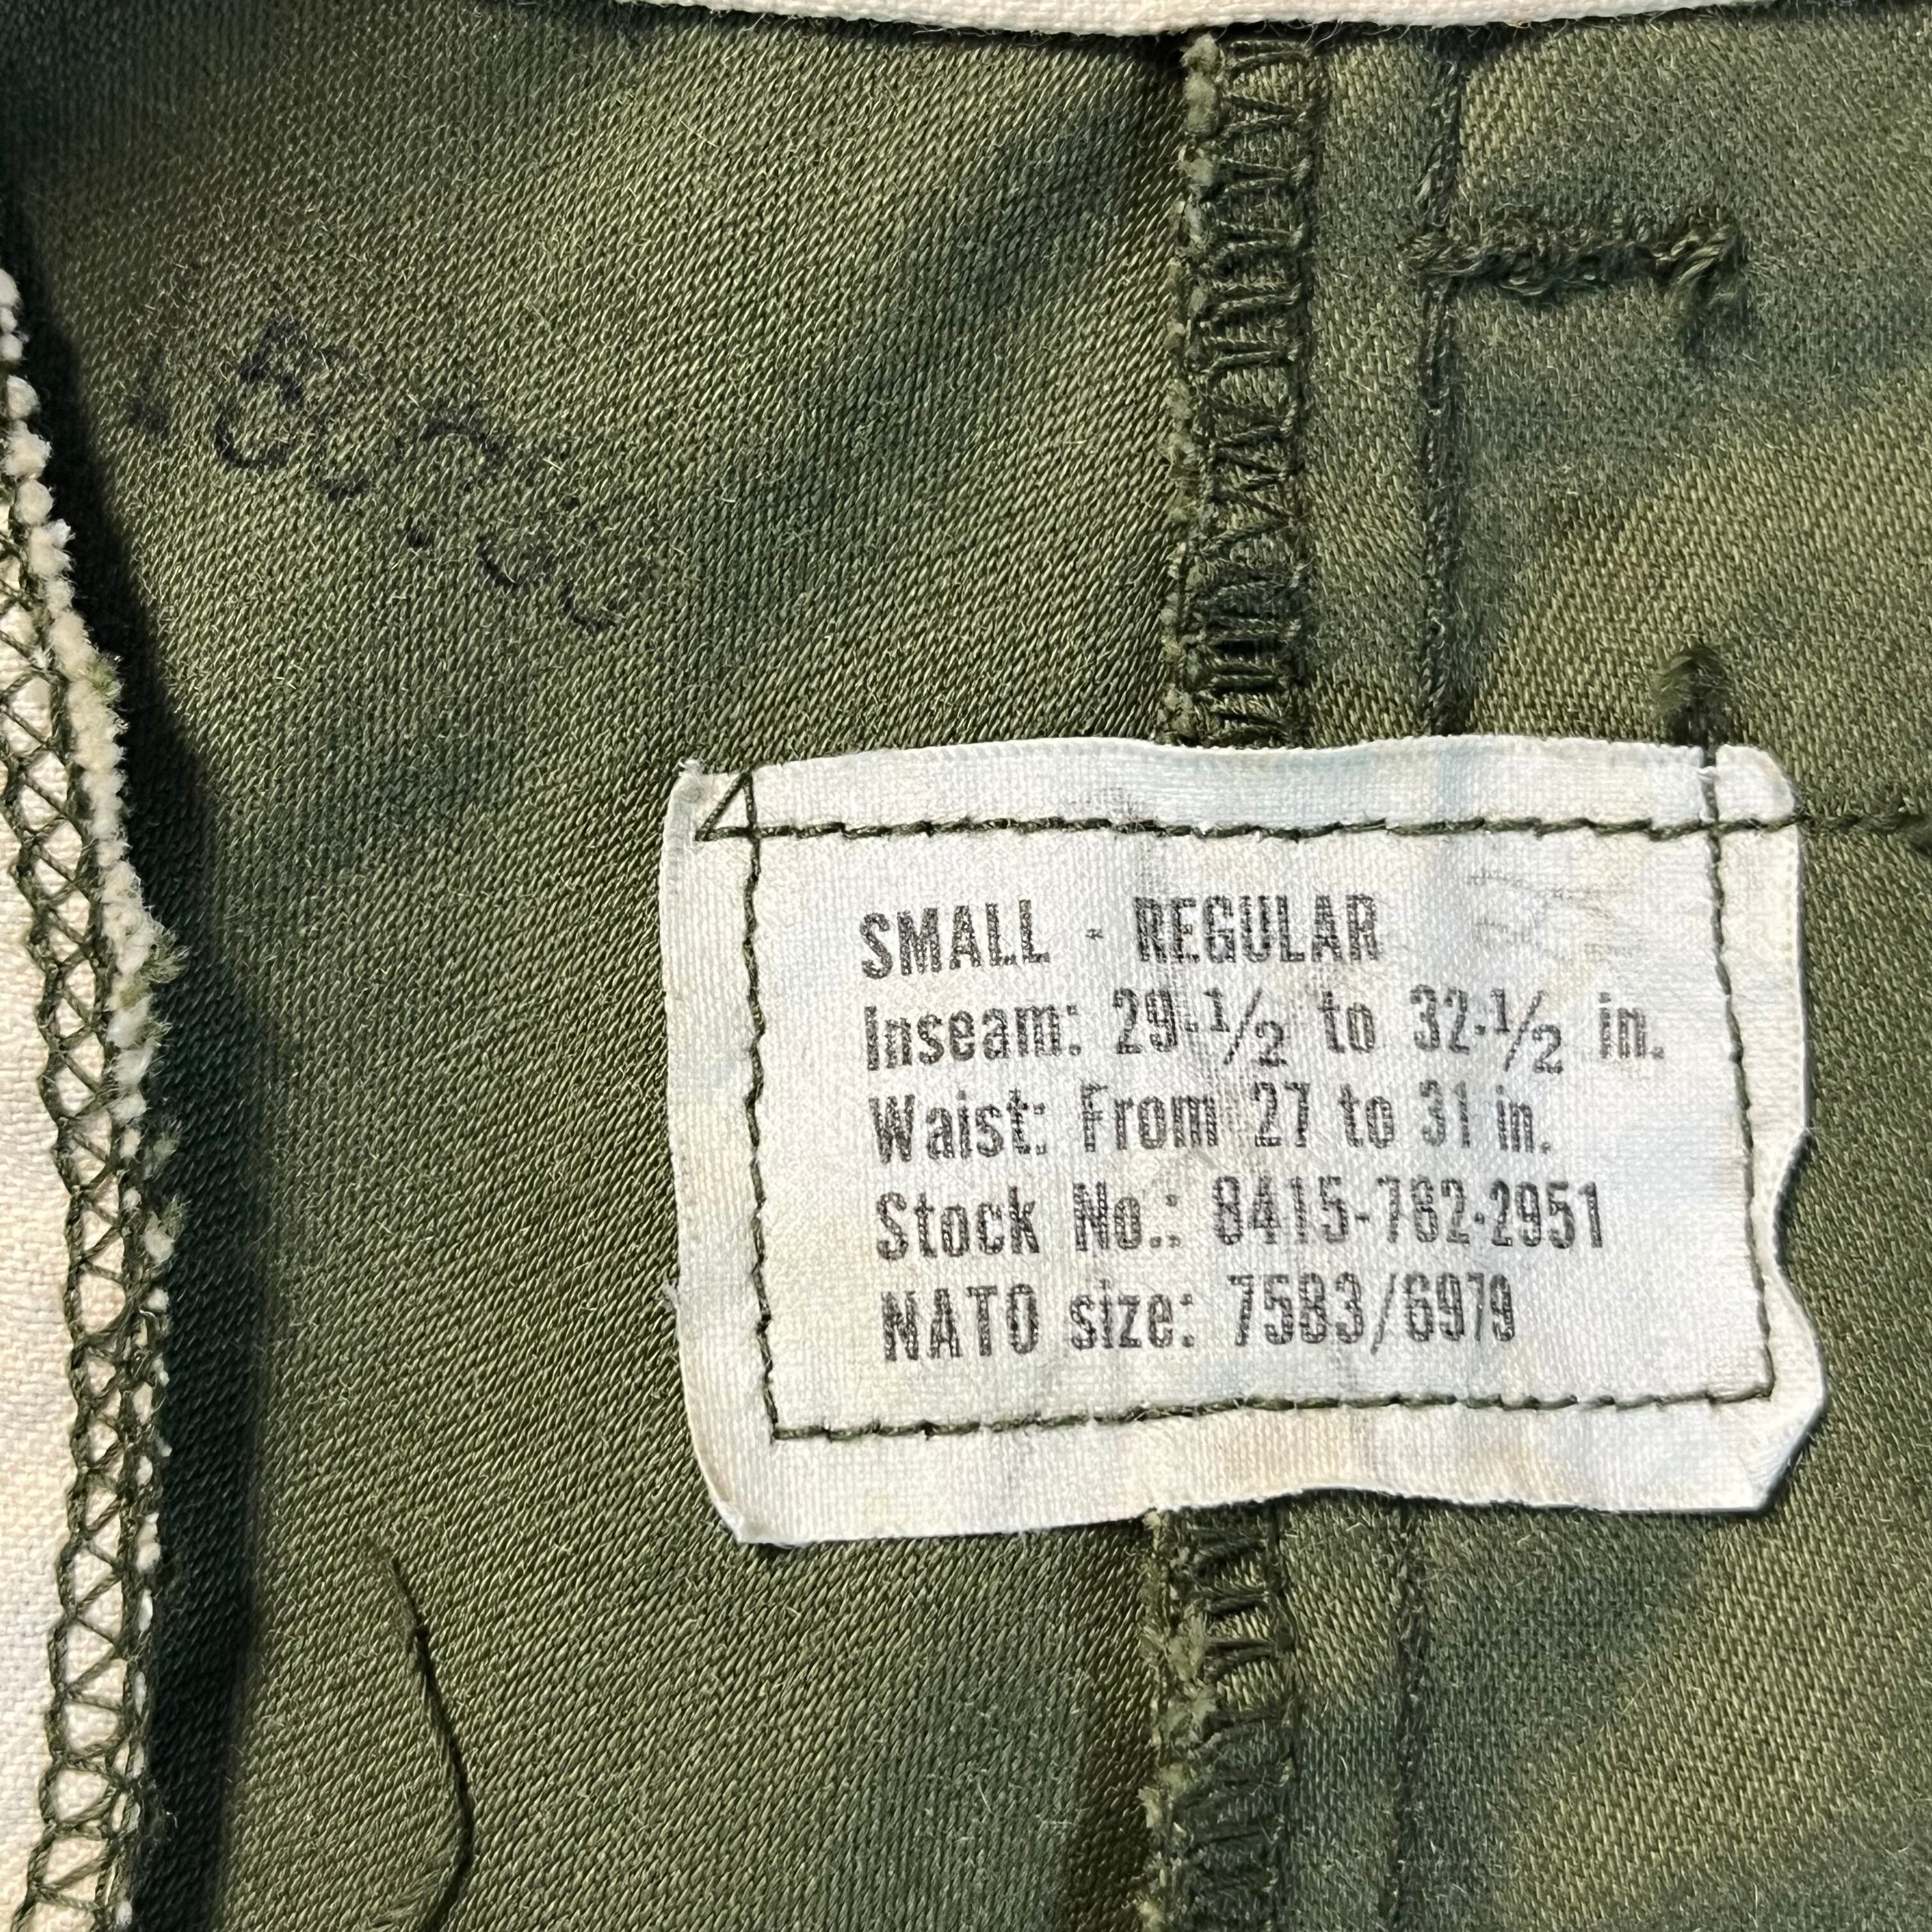 SMALL - REGULAR
Inseam: 29-1/2 to 32-1/2 in.
Waist: From 27 to 31 in.
Stock No.: 8415-782-2951
NATO size: 7583/6979